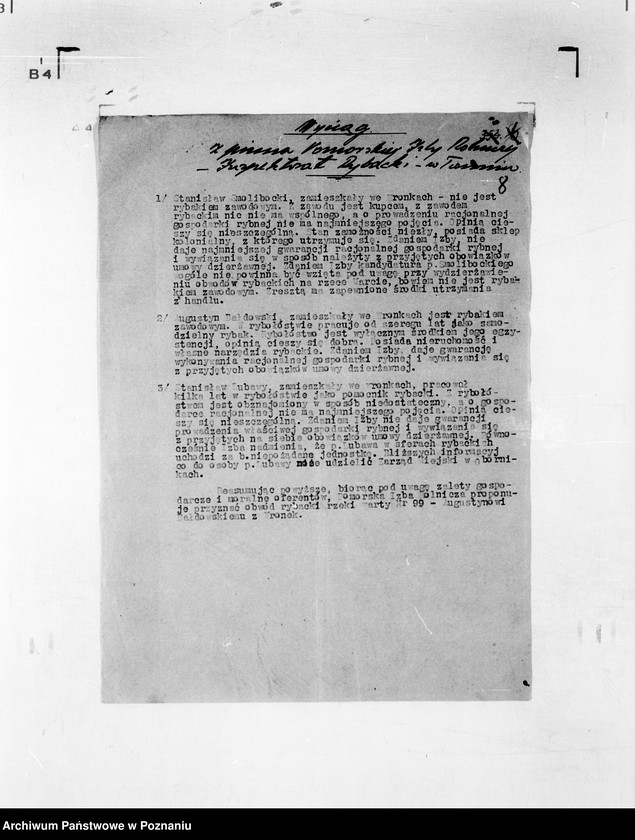 B4
Wyciąg
z pisma Pomorskiej Izby Rolniczej
- Inspektorat Rybacki - w Toruniu.
8
1/ Stanisław Smolibocki, zamieszkały we Wronkach - nie jest
rybakiem zawodowym. Z zawodu jest kupcem, z zawodem
rybackim nic nie ma wspólnego, a o prowadzeniu racjonalnej
gospodarki rybnej nie ma najmniejszego pojęcia. Opinią cie-
szy się nieszczególną. Stan zamożności niezły, posiada sklep
kolonialny, z którego utrzymuje się. Zdaniem Izby, nie
daje najmniejszej gwarancji racjonalnej gospodarki rybnej
i wywiązania się w sposób należyty z przyjętych obowiązków
umowy dzierżawnej. Zdaniem Izby kandydatura p.Smolibockiego
wogóle nie powinna być wzięta pod uwagę przy wydzierżawie-
niu obwodów rybackich na rzece Warcie, bowiem nie jest ryba-
kiem zawodowym. Zresztą ma zapewnione środki utrzymania
z handlu.
2/ Augustyn Bałdowski, zamieszkały we Wronkach jest rybakiem
zawodowym. W rybołóstwie pracuje od szeregu lat jako samo-
dzielny rybak. Rybołóstwo jest wyłącznym środkiem jego egzy-
stencji, opinią cieszy się dobrą. Posiada nieruchomość i
własne narzędzia rybackie. Zdaniem Izby, daje gwarancję
wykonywania racjonalnej gospodarki rybnej i wywiązania się
z przyjętych obowiązków umowy dzierżawnej.
3/ Stanisław Lubawy, zamieszkały we Wronkach, pracował
kilka lat w rybołóstwie jako pomocnik rybacki. Z rybołó-
stwem jest obznajomiony w sposób niedostateczny, a o gospo-
darce racjonalnej nie ma najmniejszego pojęcia. Opinią cie-
szy się nieszczególną. Zdaniem Izby nie daje gwarancji
prowadzenia właściwej gospodarki rybnej i wywiązania się
z przyjętych na siebie obowiązków umowy dzierżawnej. Równo-
cześnie Izba nadmienia, że p.Lubawa w sferach rybackich
uchodzi za b.niepożądaną jednostkę. Bliższych informacyj
co do osoby p.Lubawy może udzielić Zarząd Miejski w Oborni-
kach.
Reasumując powyższe, biorąc pod uwagę zalety gospo-
darcze i moralne oferentów, Pomorska Izba Rolnicza proponu-
je przyznać obwód rybacki rzeki Warty Nr 99 - Augustynowi
Bałdowskiemu z Wronek.
Archiwum Państwowe w Poznaniu